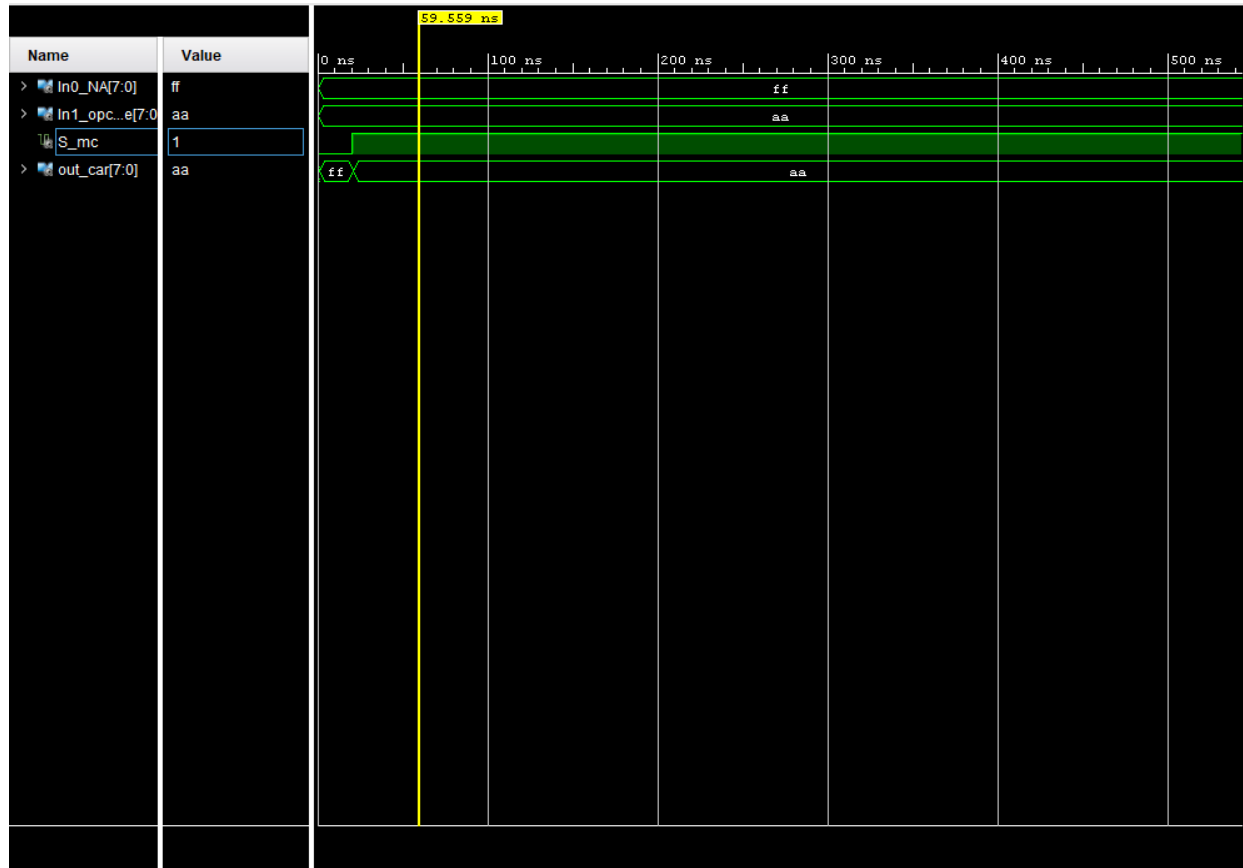 59.559 ns
Name Value
0 ns 100 ns 200 ns 300 ns 400 ns 500 ns
> In0_NA[7:0] ff ff
> In1_opc...e[7:0 aa aa
S_mc 1
> out_car[7:0] aa ff aa